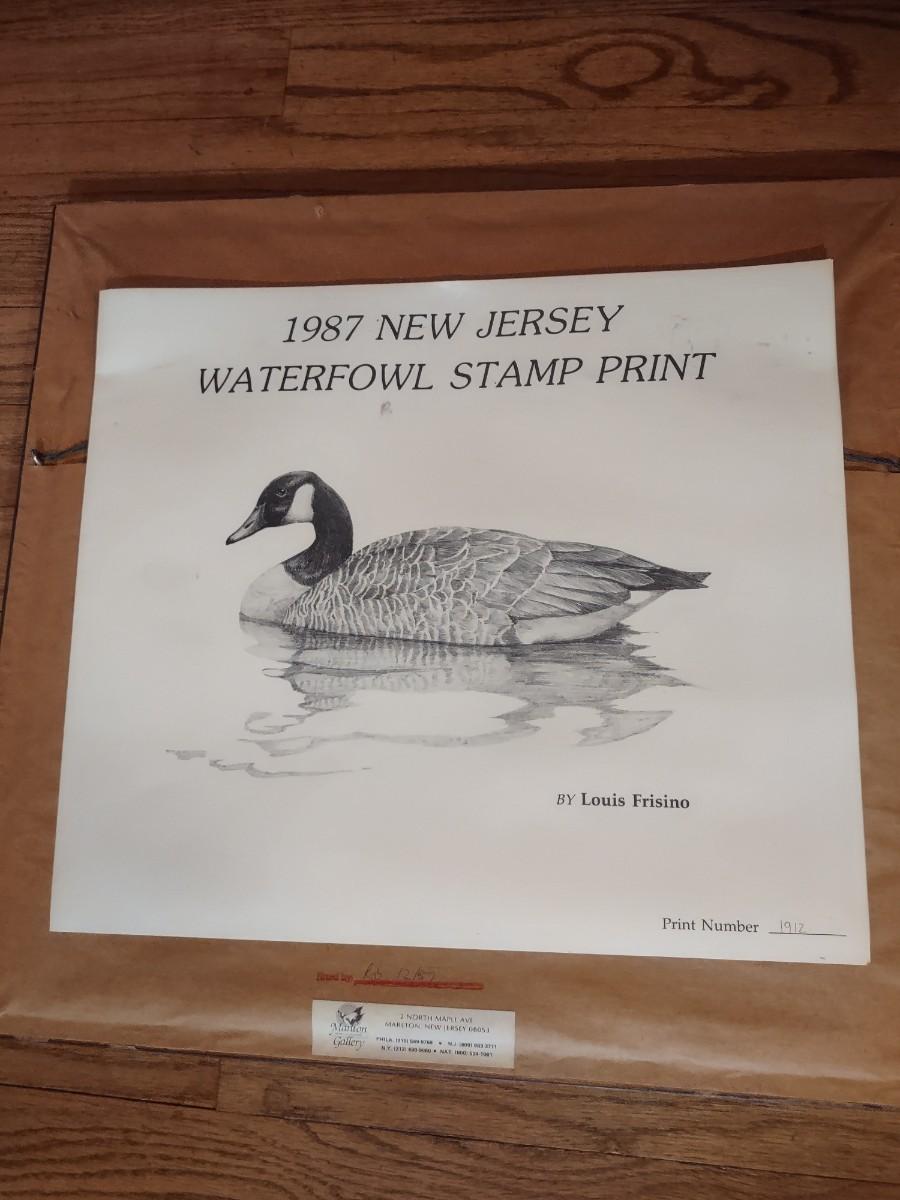 1987 NEW JERSEY
WATERFOWL STAMP PRINT
BY Louis Frisino
Print Number 1912
Marlton
Gallery
2 NORTH MAPLE AVE
MARLTON, NEW JERSEY 08053